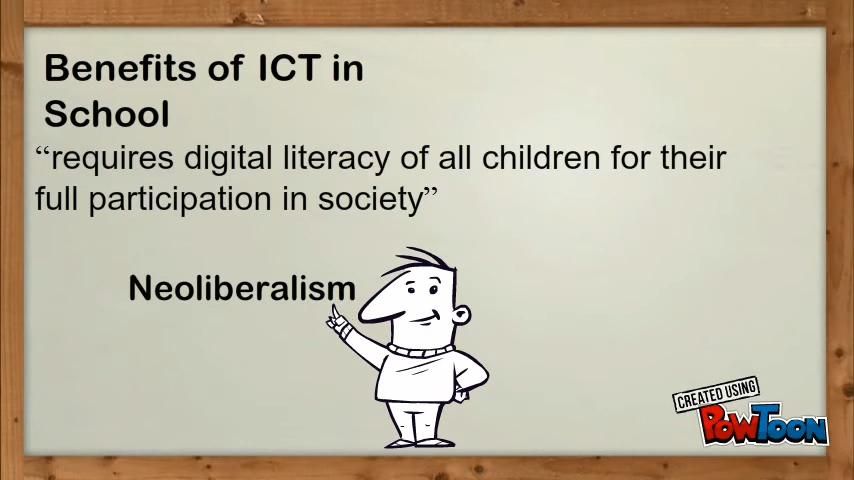 Benefits of ICT in
School
“requires digital literacy of all children for their
full participation in society”
Neoliberalism
CREATED USING
POWTOON